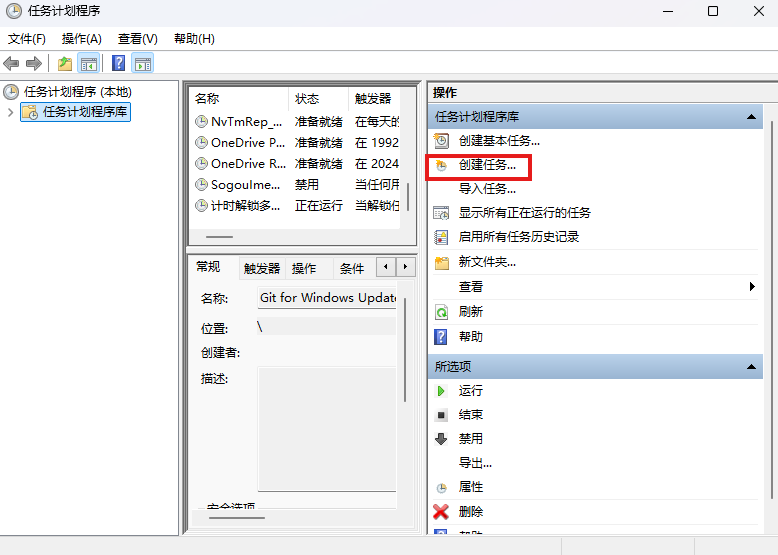 任务计划程序
文件(F) 操作(A) 查看(V) 帮助(H)
任务计划程序 (本地)
任务计划程序库
名称 状态 触发器
NvTmRep_... 准备就绪 在每天的
OneDrive P... 准备就绪 在 1992
OneDrive R... 准备就绪 在 2024
SogouIme... 禁用 当任何用
计时解锁多... 正在运行 当解锁任
常规 触发器 操作 条件
名称: Git for Windows Update
位置: \
创建者:
描述:
安全选项
操作
任务计划程序库
创建基本任务...
创建任务...
导入任务...
显示所有正在运行的任务
启用所有任务历史记录
新文件夹...
查看
刷新
帮助
所选项
运行
结束
禁用
导出...
属性
删除
帮助